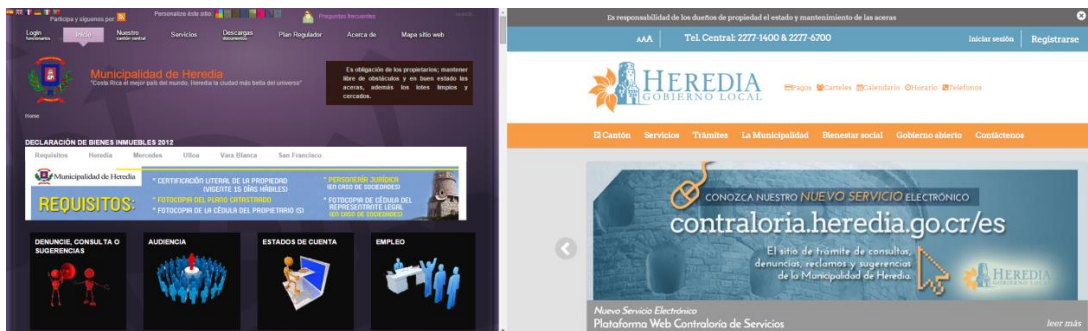 Participa y síguenos por
Personalize éste sitio:
Preguntas frecuentes
Login
funcionarios
Inicio
Nuestro
cantón central
Servicios
Descargas
documentos
Plan Regulador
Acerca de
Mapa sitio web
Municipalidad de Heredia
"Costa Rica el mejor país del mundo, Heredia la ciudad más bella del universo"
Es obligación de los propietarios; mantener
libre de obstáculos y en buen estado las
aceras, además los lotes limpios y
cercados.
Home
DECLARACIÓN DE BIENES INMUEBLES 2012
Requisitos Heredia Mercedes Ulloa Vara Blanca San Francisco
Municipalidad de Heredia
REQUISITOS:
* CERTIFICACIÓN LITERAL DE LA PROPIEDAD
(VIGENTE 15 DÍAS HÁBILES)
* FOTOCOPIA DEL PLANO CATASTRADO
* FOTOCOPIA DE LA CÉDULA DEL PROPIETARIO (S)
* PERSONERÍA JURÍDICA
(EN CASO DE SOCIEDADES)
* FOTOCOPIA DE CÉDULA DEL
REPRESENTANTE LEGAL
(EN CASO DE SOCIEDADES)
DENUNCIE, CONSULTA O
SUGERENCIAS
AUDIENCIA
ESTADOS DE CUENTA
EMPLEO
Es responsabilidad de los dueños de propiedad el estado y mantenimiento de las aceras
AAA
Tel. Central: 2277-1400 & 2277-6700
Iniciar sesión
Registrarse
HEREDIA
GOBIERNO LOCAL
Pagos Carteles Calendario Horario Teléfonos
El Cantón Servicios Trámites La Municipalidad Bienestar social Gobierno abierto Contáctenos
CONOZCA NUESTRO NUEVO SERVICIO ELECTRÓNICO
contraloria.heredia.go.cr/es
El sitio de trámite de consultas,
denuncias, reclamos y sugerencias
de la Municipalidad de Heredia.
HEREDIA
GOBIERNO LOCAL
Nuevo Servicio Electrónico
Plataforma Web Contraloría de Servicios
leer más